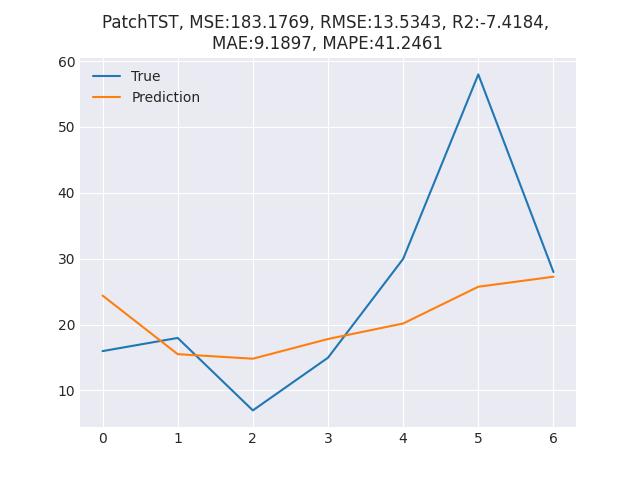 PatchTST, MSE:183.1769, RMSE:13.5343, R2:-7.4184,
MAE:9.1897, MAPE:41.2461
True
Prediction
60
50
40
30
20
10
0 1 2 3 4 5 6